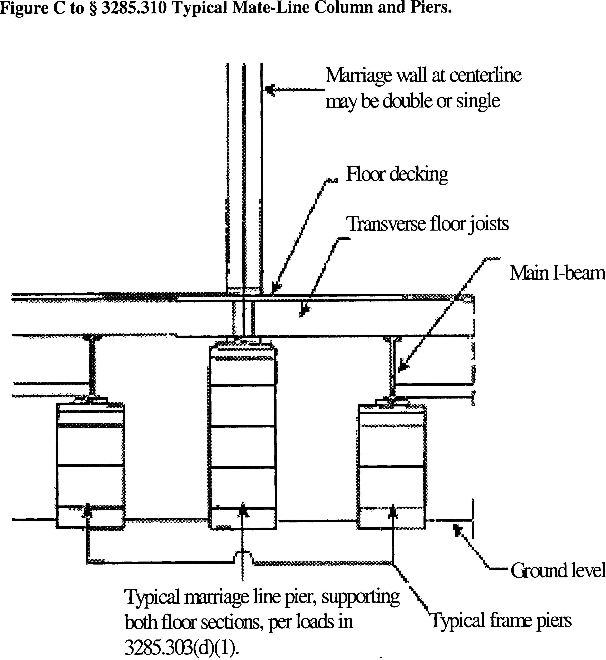 Figure C to § 3285.310 Typical Mate-Line Column and Piers.
Marriage wall at centerline
may be double or single
Floor decking
Transverse floor joists
Main I-beam
Ground level
Typical marriage line pier, supporting
both floor sections, per loads in
3285.303(d)(1).
Typical frame piers